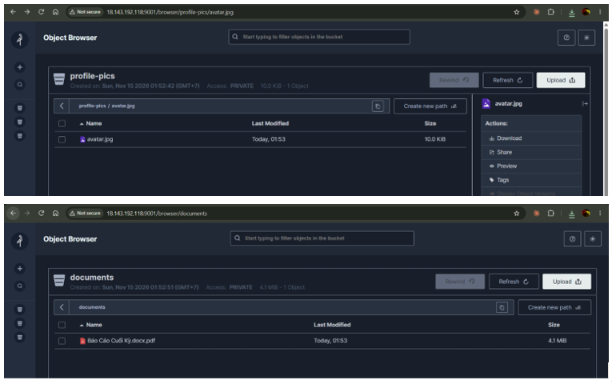 Not secure 18.143.192.118:9001/browser/profile-pics/avatar.jpg
Object Browser
Start typing to filter objects in the bucket
profile-pics
Created on: Sun, Nov 15 2026 01:52:42 (GMT+7) Access: PRIVATE 10.0 KiB - 1 Object
Rewind
Refresh
Upload
profile-pics / avatar.jpg
Create new path
avatar.jpg
Name
Last Modified
Size
Actions:
avatar.jpg
Today, 01:53
10.0 KiB
Download
Share
Preview
Tags
Not secure 18.143.192.118:9001/browser/documents
Object Browser
Start typing to filter objects in the bucket
documents
Created on: Sun, Nov 15 2026 01:52:51 (GMT+7) Access: PRIVATE 4.1 MiB - 1 Object
Rewind
Refresh
Upload
documents
Create new path
Name
Last Modified
Size
Báo Cáo Cuối Kỳ.docx.pdf
Today, 01:53
4.1 MiB